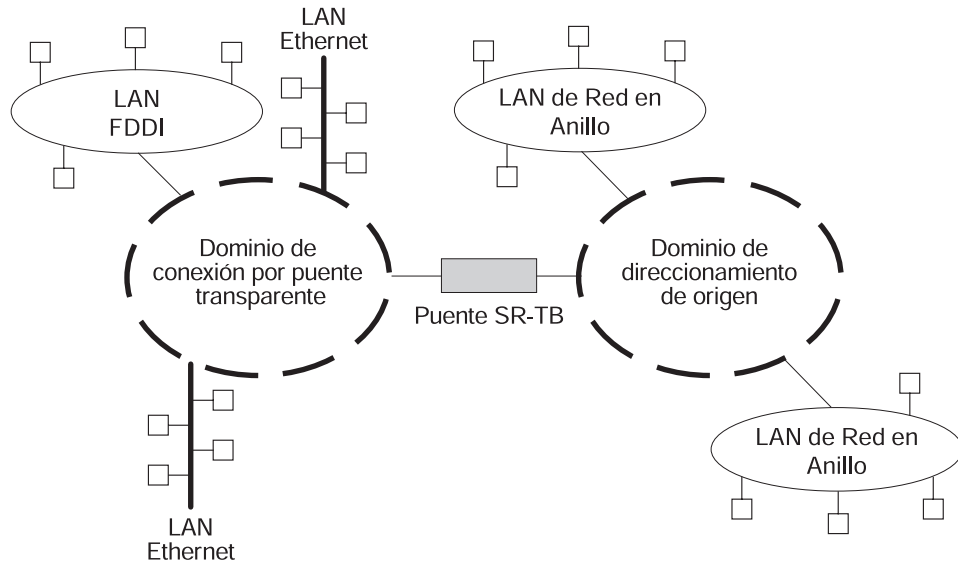 LAN
Ethernet
LAN
FDDI
LAN de Red en
Anillo
Dominio de
conexión por puente
transparente
Puente SR-TB
Dominio de
direccionamiento
de origen
LAN de Red en
Anillo
LAN
Ethernet